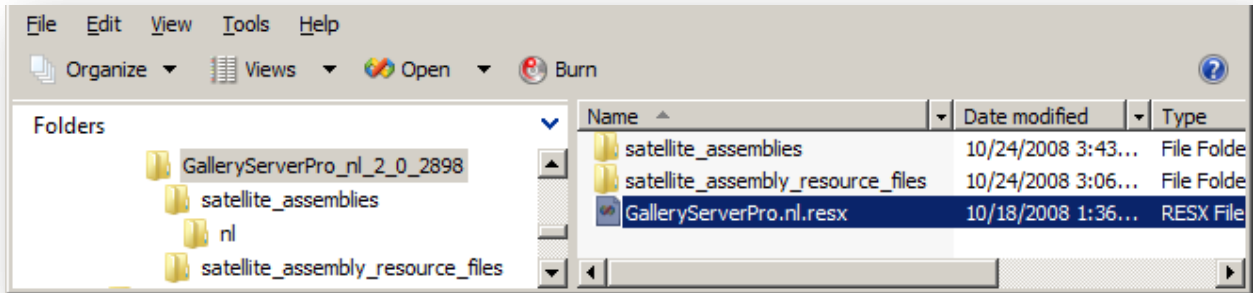 File Edit View Tools Help
Organize Views Open Burn
Folders
GalleryServerPro_nl_2_0_2898
satellite_assemblies
nl
satellite_assembly_resource_files
Name Date modified Type
satellite_assemblies 10/24/2008 3:43... File Folde
satellite_assembly_resource_files 10/24/2008 3:06... File Folde
GalleryServerPro.nl.resx 10/18/2008 1:36... RESX File